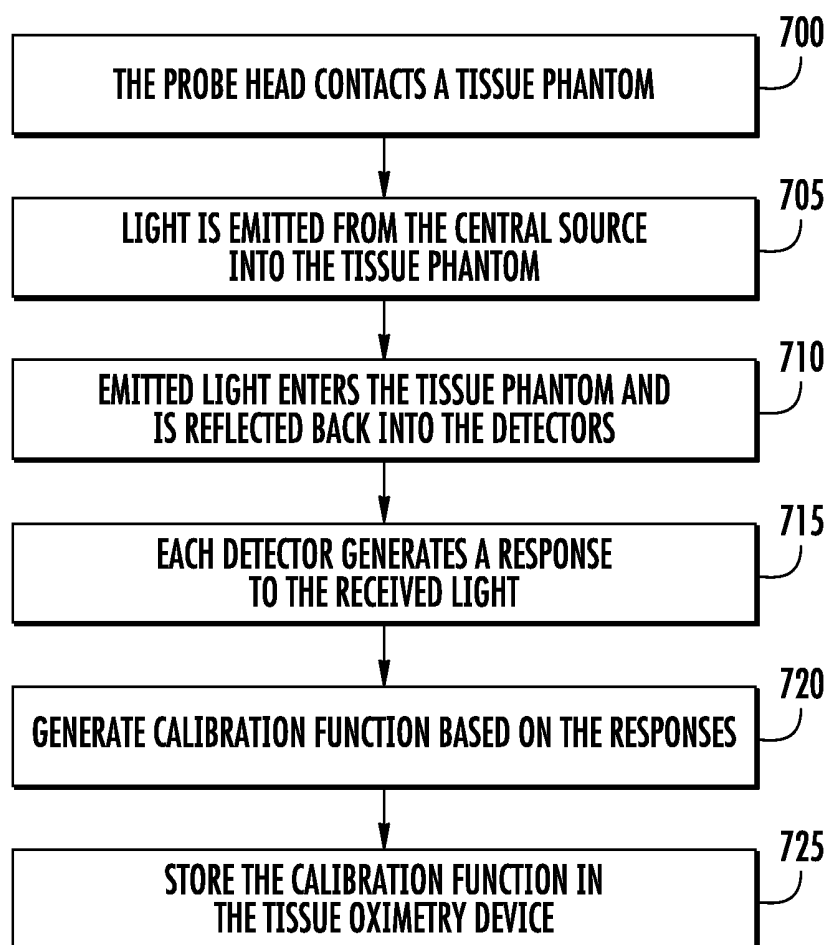 700
THE PROBE HEAD CONTACTS A TISSUE PHANTOM
705
LIGHT IS EMITTED FROM THE CENTRAL SOURCE
INTO THE TISSUE PHANTOM
710
EMITTED LIGHT ENTERS THE TISSUE PHANTOM AND
IS REFLECTED BACK INTO THE DETECTORS
715
EACH DETECTOR GENERATES A RESPONSE
TO THE RECEIVED LIGHT
720
GENERATE CALIBRATION FUNCTION BASED ON THE RESPONSES
725
STORE THE CALIBRATION FUNCTION IN
THE TISSUE OXIMETRY DEVICE